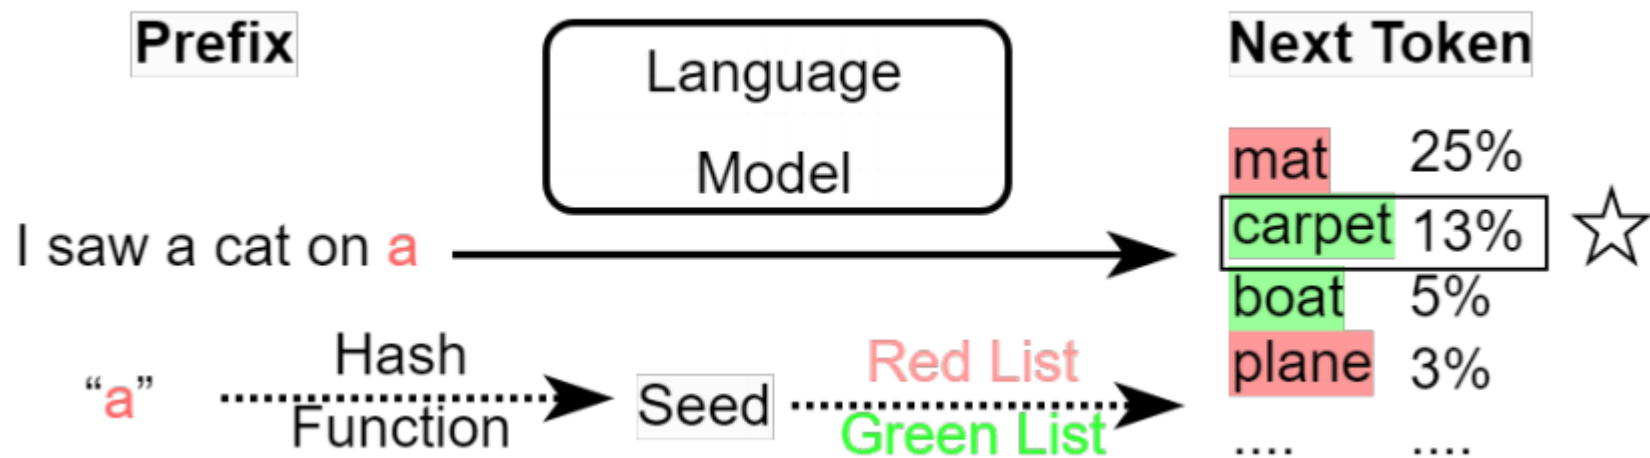 Prefix
Language
Model
Next Token
mat 25%
carpet 13%
boat 5%
plane 3%
.... ....
I saw a cat on a
“a”
Hash
Function
Seed
Red List
Green List